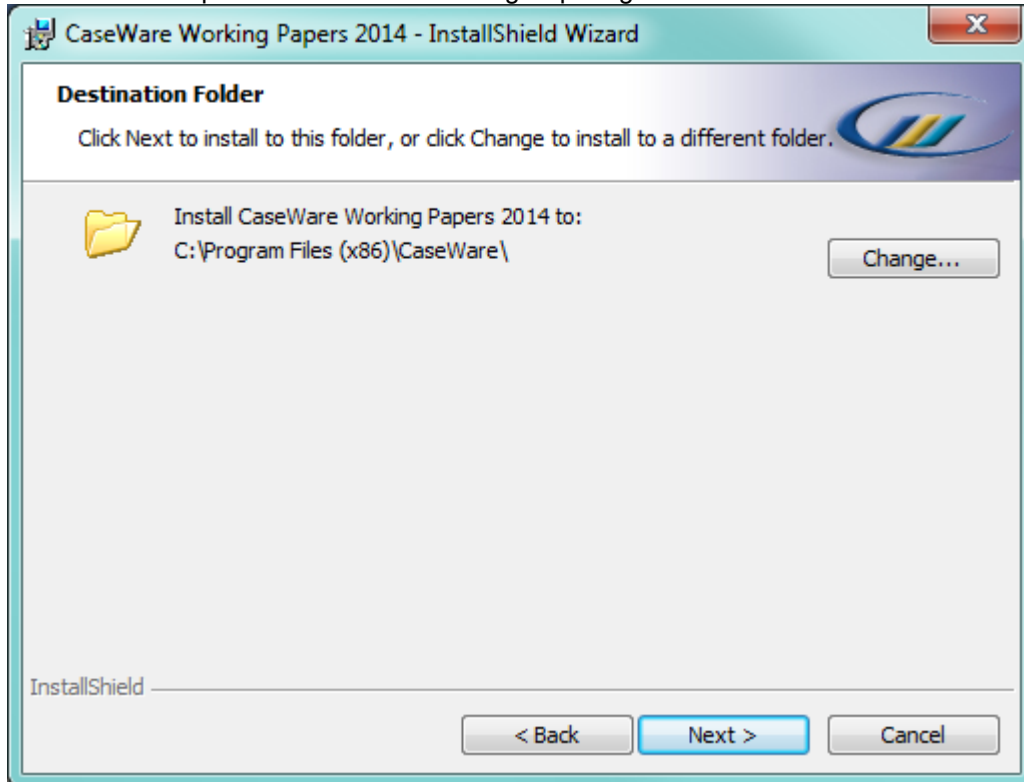 CaseWare Working Papers 2014 - InstallShield Wizard
Destination Folder
Click Next to install to this folder, or click Change to install to a different folder.
Install CaseWare Working Papers 2014 to:
C:\Program Files (x86)\CaseWare\
Change...
InstallShield
< Back
Next >
Cancel